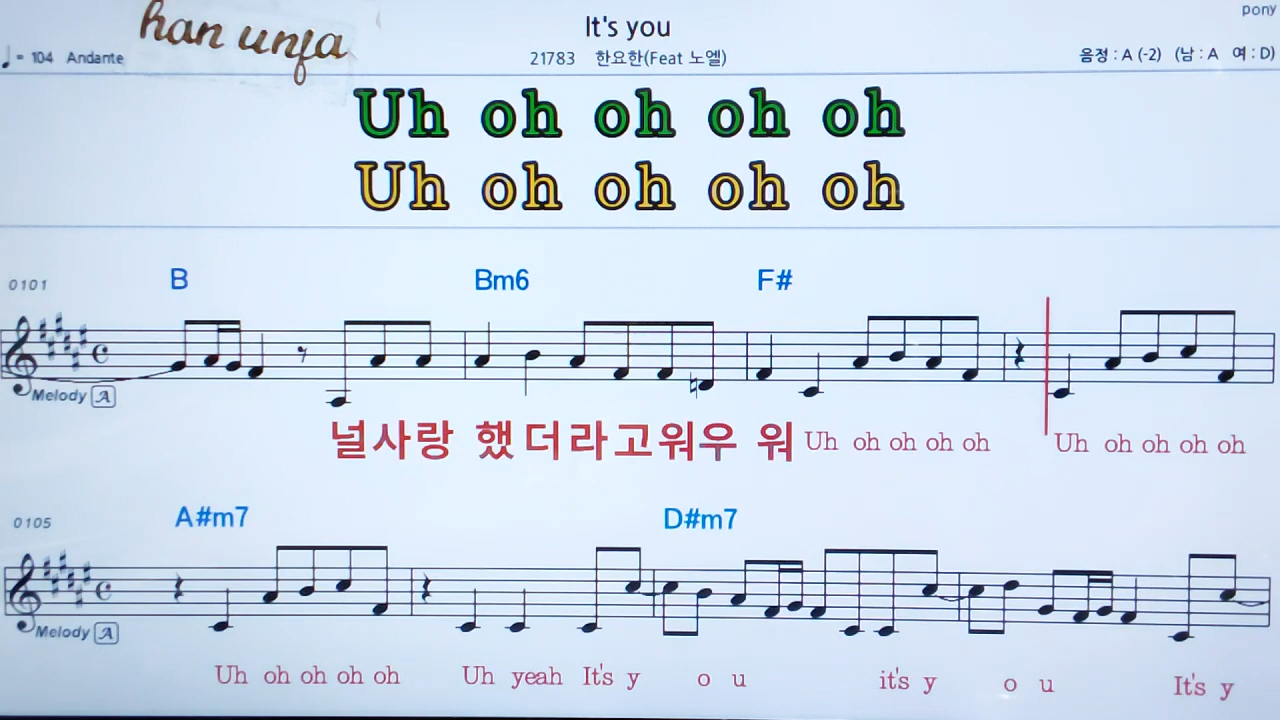 han unja
It's you
pony
♩= 104 Andante
21783 한요한(Feat 노엘)
음정 : A (-2) (남 : A 여 : D)
Uh oh oh oh oh
Uh oh oh oh oh
0101
B Bm6 F#
Melody A
널사랑 했더라고워우 워 Uh oh oh oh oh Uh oh oh oh oh
0105
A#m7 D#m7
Melody A
Uh oh oh oh oh Uh yeah It's y o u it's y o u It's y